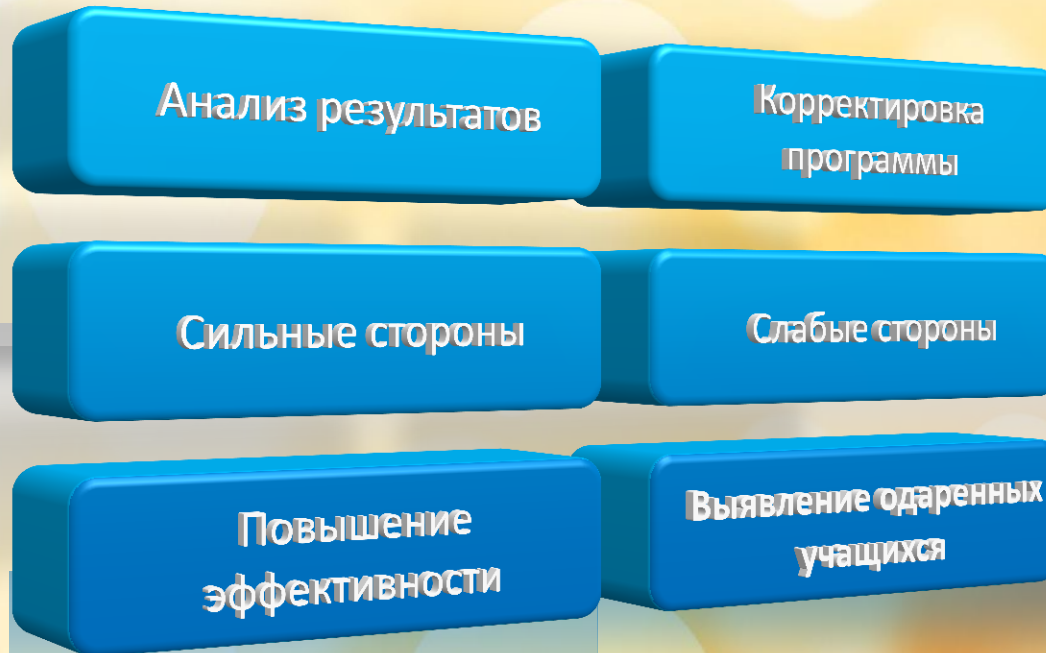 Анализ результатов
Корректировка
программы
Сильные стороны
Слабые стороны
Повышение
эффективности
Выявление одаренных
учащихся